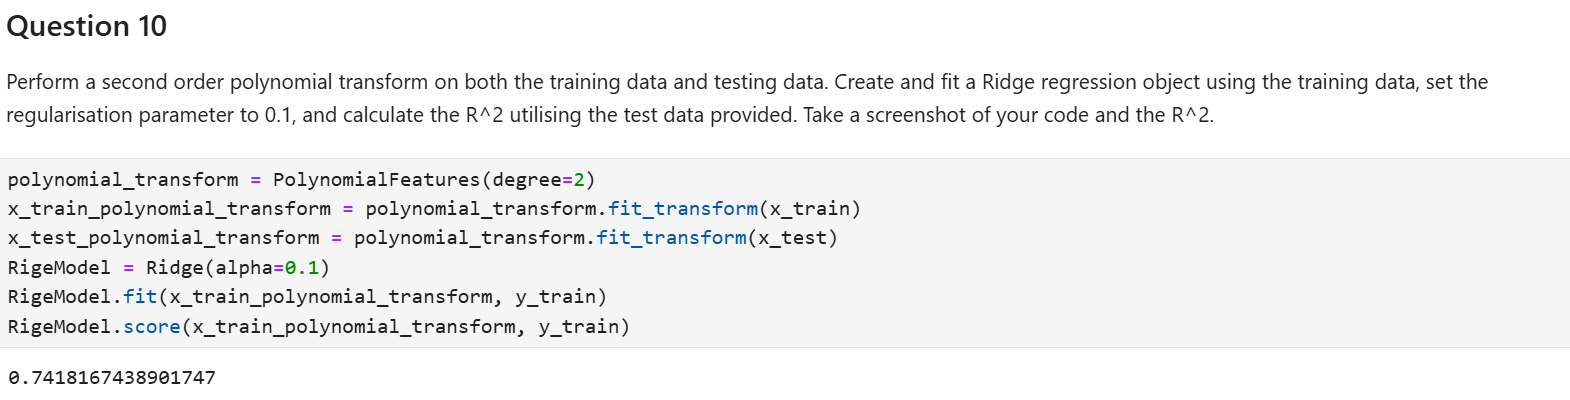 Question 10
Perform a second order polynomial transform on both the training data and testing data. Create and fit a Ridge regression object using the training data, set the
regularisation parameter to 0.1, and calculate the R^2 utilising the test data provided. Take a screenshot of your code and the R^2.
polynomial_transform = PolynomialFeatures(degree=2)
x_train_polynomial_transform = polynomial_transform.fit_transform(x_train)
x_test_polynomial_transform = polynomial_transform.fit_transform(x_test)
RigeModel = Ridge(alpha=0.1)
RigeModel.fit(x_train_polynomial_transform, y_train)
RigeModel.score(x_train_polynomial_transform, y_train)
0.7418167438901747